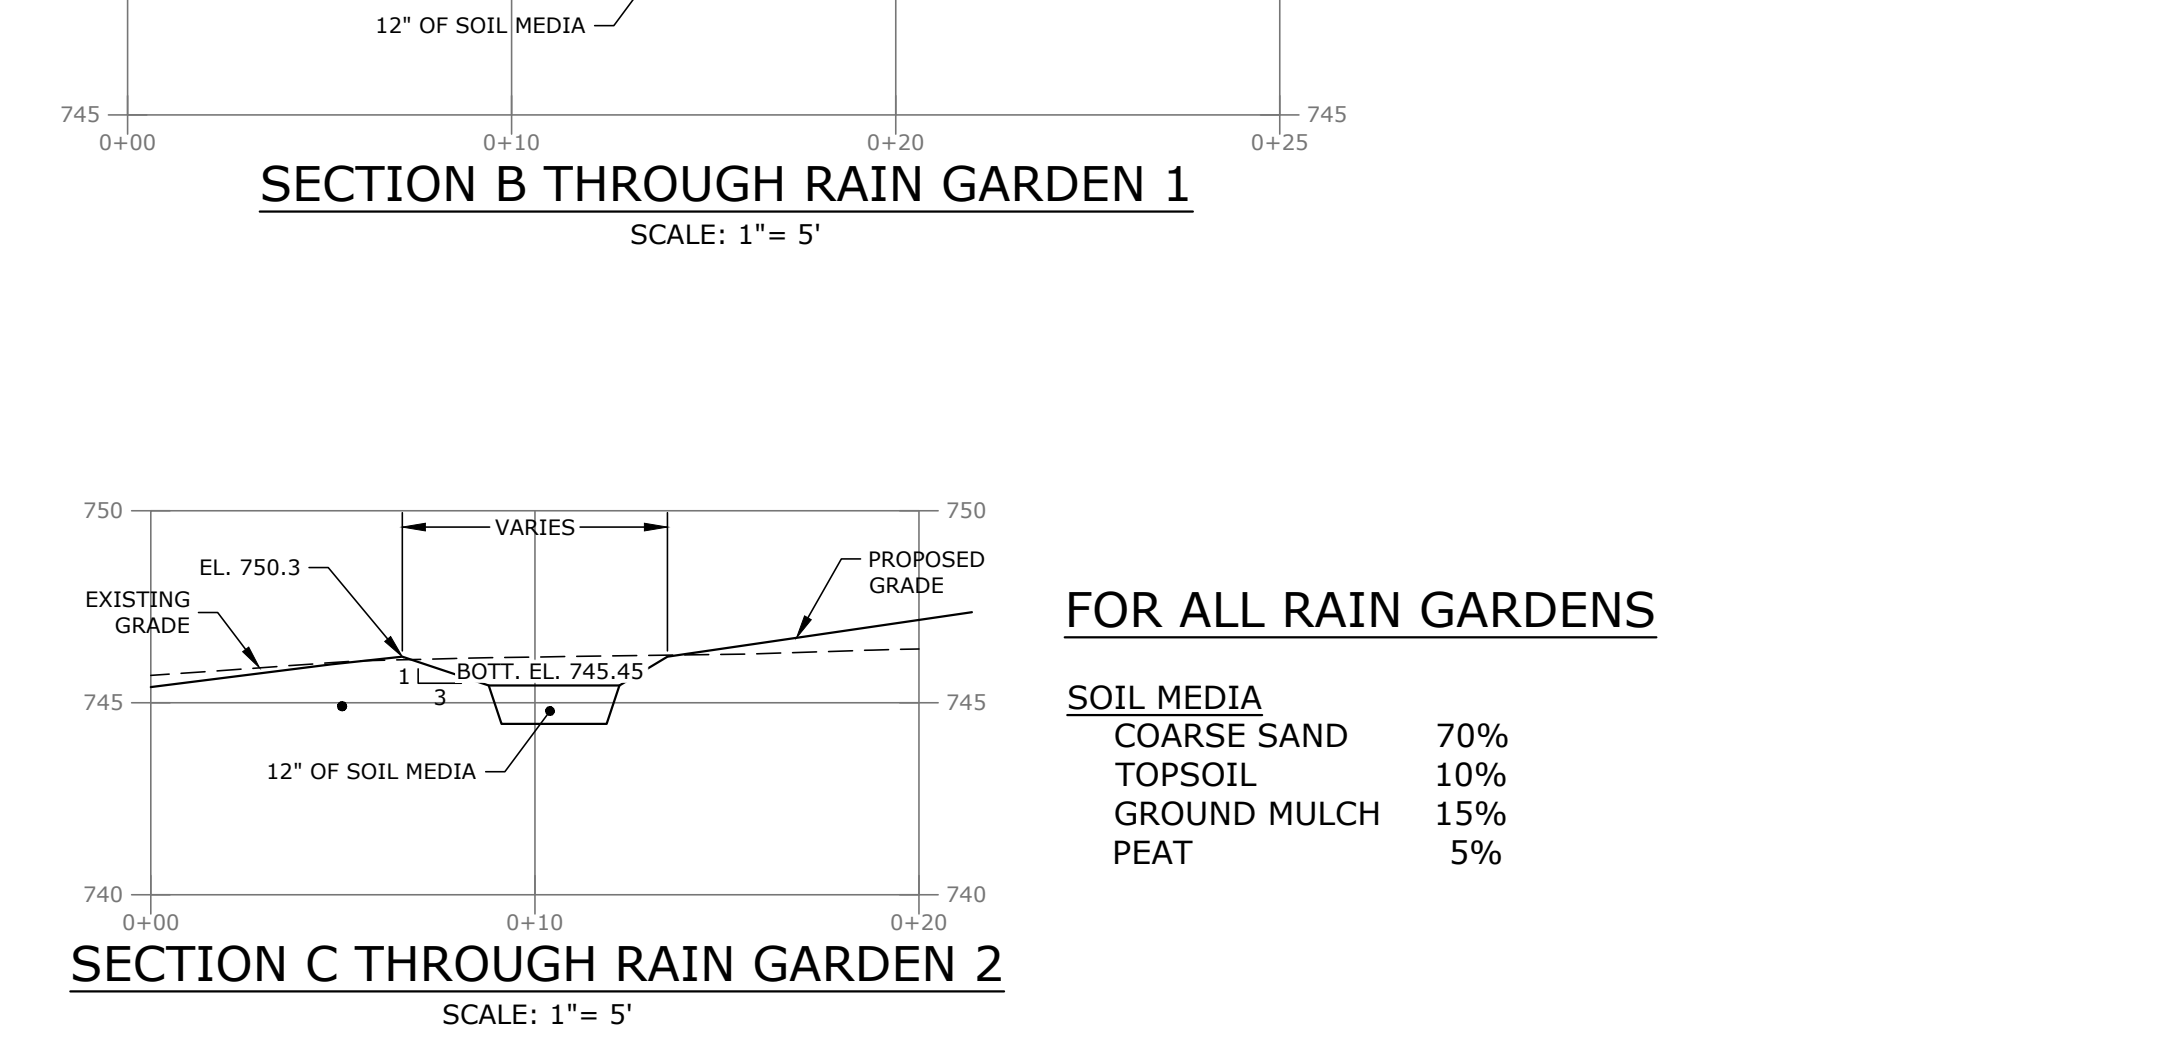 12" OF SOIL MEDIA
745 745
0+00 0+10 0+20 0+25
SECTION B THROUGH RAIN GARDEN 1
SCALE: 1"= 5'
750 750
VARIES
EL. 750.3
PROPOSED
GRADE
EXISTING
GRADE
BOTT. EL. 745.45
1
3
745 745
12" OF SOIL MEDIA
740 740
0+00 0+10 0+20
SECTION C THROUGH RAIN GARDEN 2
SCALE: 1"= 5'
FOR ALL RAIN GARDENS
SOIL MEDIA
COARSE SAND 70%
TOPSOIL 10%
GROUND MULCH 15%
PEAT 5%